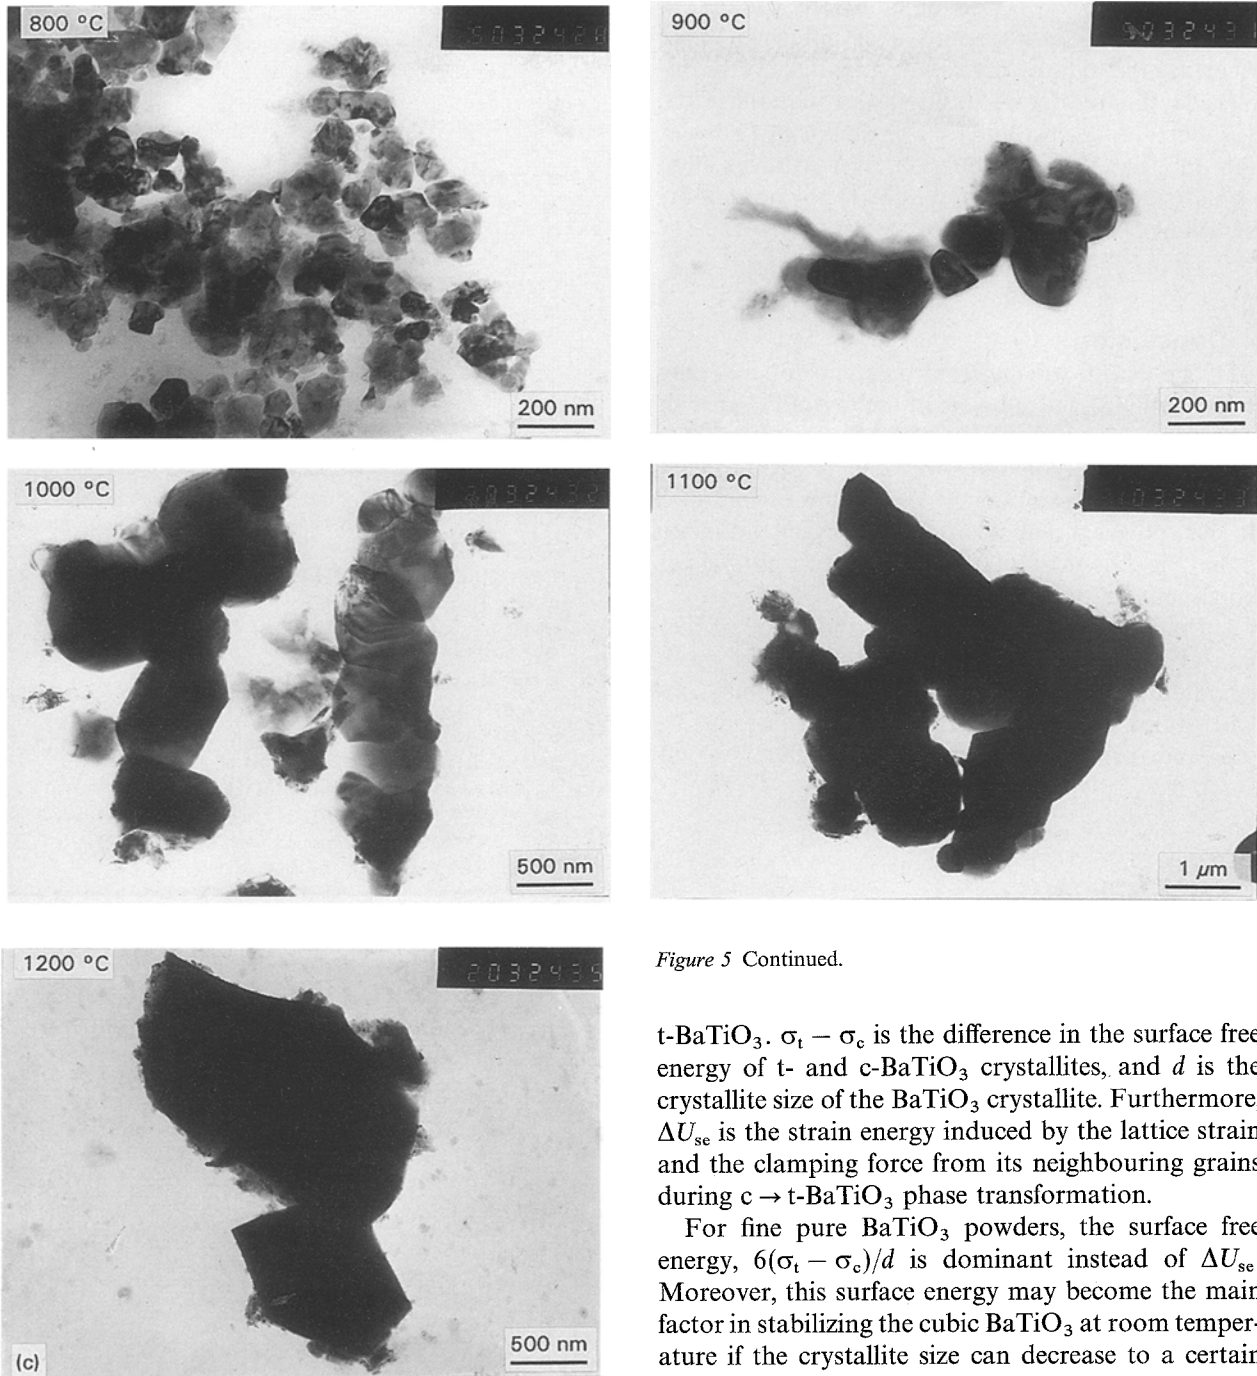 800 °C
5032428
200 nm
900 °C
200 nm
1000 °C
500 nm
1100 °C
1 μm
1200 °C
2032435
(c)
500 nm
Figure 5 Continued.
t-BaTiO₃. σₜ − σ꜀ is the difference in the surface free
energy of t- and c-BaTiO₃ crystallites, and d is the
crystallite size of the BaTiO₃ crystallite. Furthermore
ΔUₛₑ is the strain energy induced by the lattice strain
and the clamping force from its neighbouring grains
during c → t-BaTiO₃ phase transformation.
For fine pure BaTiO₃ powders, the surface free
energy, 6(σₜ − σ꜀)/d is dominant instead of ΔUₛₑ
Moreover, this surface energy may become the main
factor in stabilizing the cubic BaTiO₃ at room temper-
ature if the crystallite size can decrease to a certain